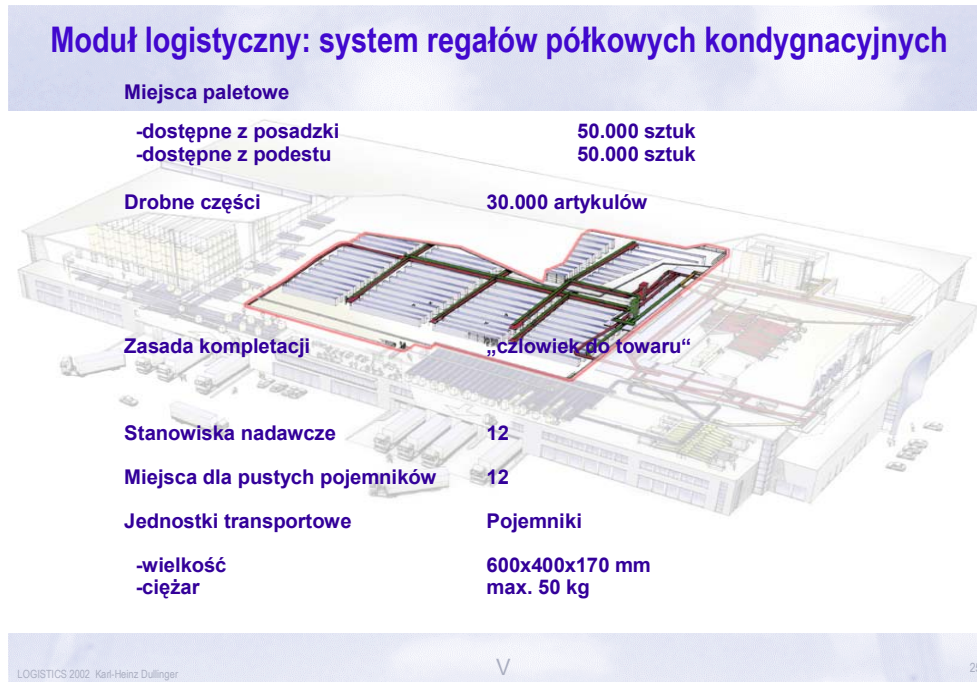 Moduł logistyczny: system regałów półkowych kondygnacyjnych
Miejsca paletowe
-dostępne z posadzki 50.000 sztuk
-dostępne z podestu 50.000 sztuk
Drobne części 30.000 artykulów
Zasada kompletacji „czlowiek do towaru“
Stanowiska nadawcze 12
Miejsca dla pustych pojemników 12
Jednostki transportowe Pojemniki
-wielkość 600x400x170 mm
-ciężar max. 50 kg
LOGISTICS 2002 Karl-Heinz Dullinger V